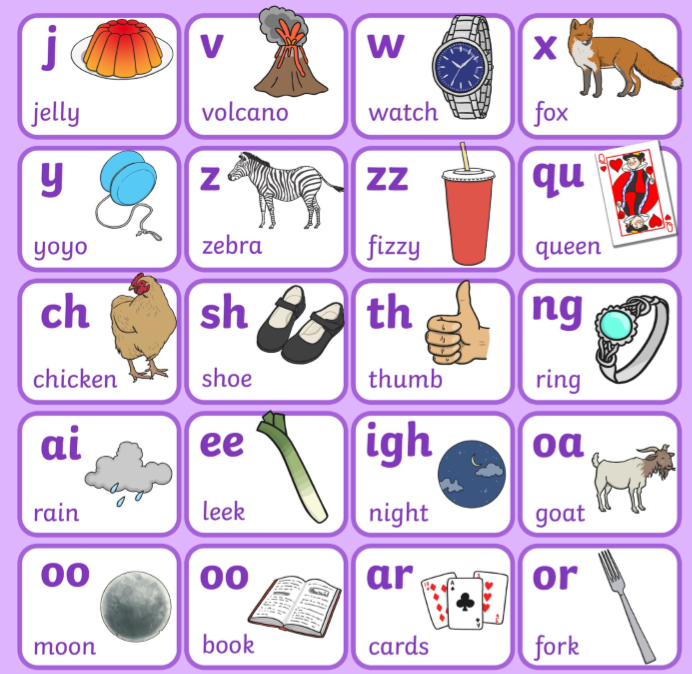 j
jelly
v
volcano
w
watch
x
fox
y
yoyo
z
zebra
zz
fizzy
qu
queen
Q
Q
ch
chicken
sh
shoe
th
thumb
ng
ring
ai
rain
ee
leek
igh
night
oa
goat
oo
moon
oo
book
ar
cards
A
or
fork